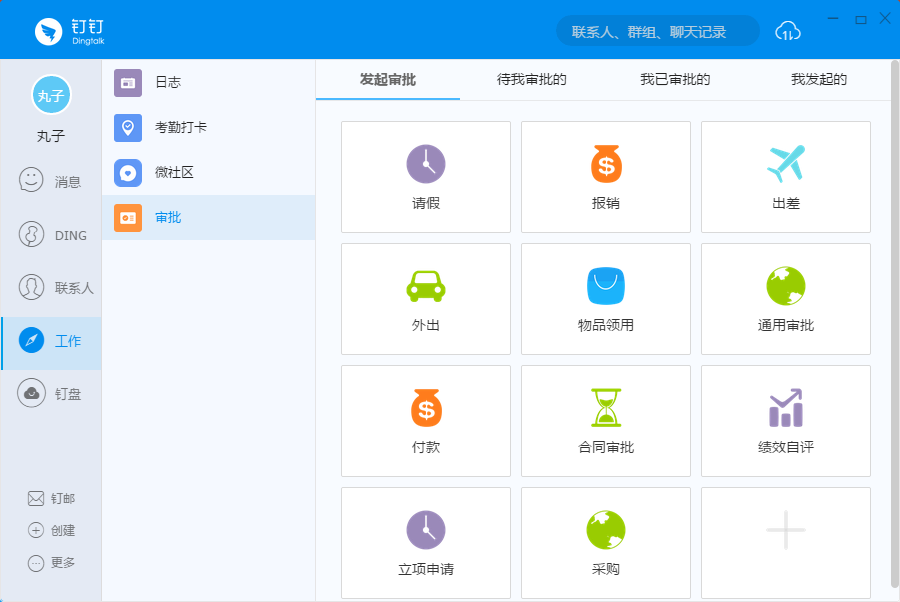 钉钉
Dingtalk
联系人、群组、聊天记录
丸子
丸子
消息
DING
联系人
工作
钉盘
钉邮
创建
更多
日志
考勤打卡
微社区
审批
发起审批
待我审批的
我已审批的
我发起的
请假
报销
出差
外出
物品领用
通用审批
付款
合同审批
绩效自评
立项申请
采购